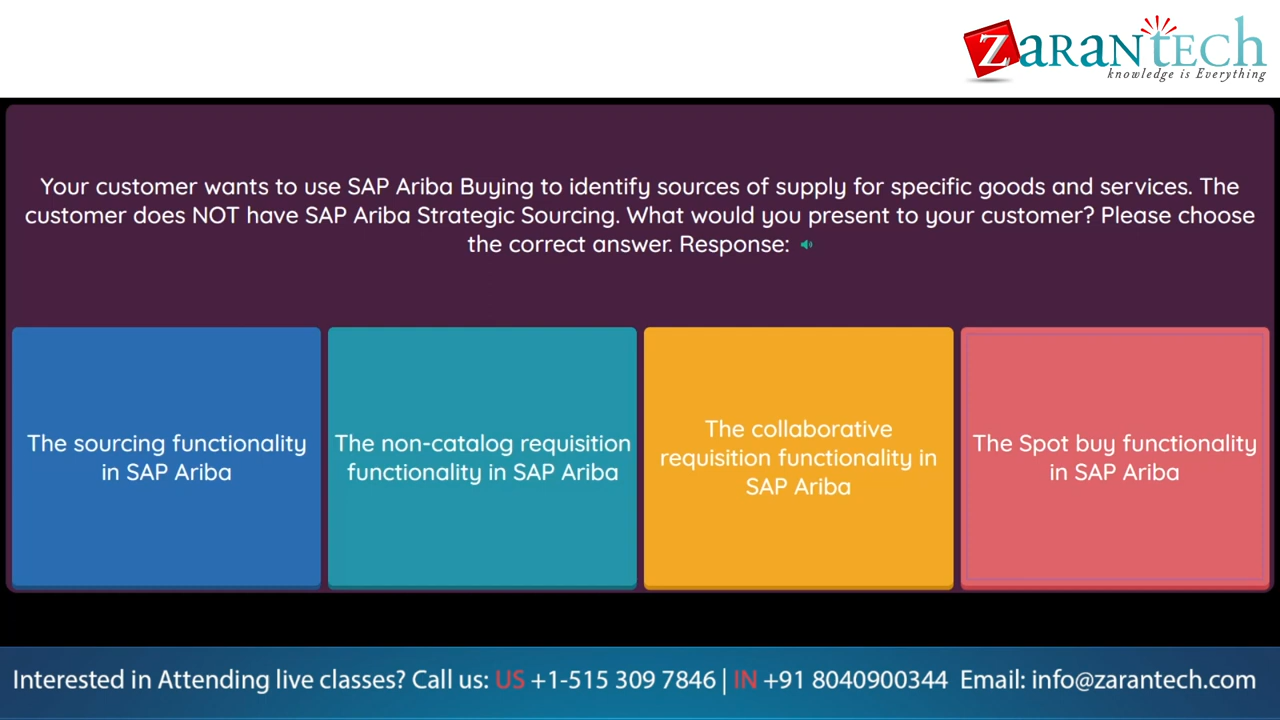 ZARANTECH
knowledge is Everything
Your customer wants to use SAP Ariba Buying to identify sources of supply for specific goods and services. The
customer does NOT have SAP Ariba Strategic Sourcing. What would you present to your customer? Please choose
the correct answer. Response:
The sourcing functionality
in SAP Ariba
The non-catalog requisition
functionality in SAP Ariba
The collaborative
requisition functionality in
SAP Ariba
The Spot buy functionality
in SAP Ariba
Interested in Attending live classes? Call us: US +1-515 309 7846 | IN +91 8040900344 Email: info@zarantech.com